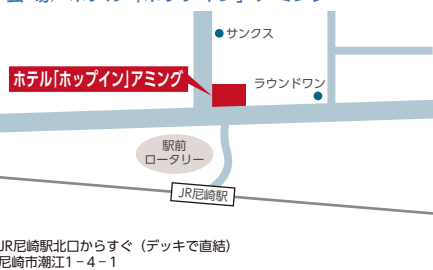 サンクス
ホテル「ホップイン」アミング
ラウンドワン
駅前
ロータリー
JR尼崎駅
JR尼崎駅北口からすぐ（デッキで直結）
尼崎市潮江1－4－1